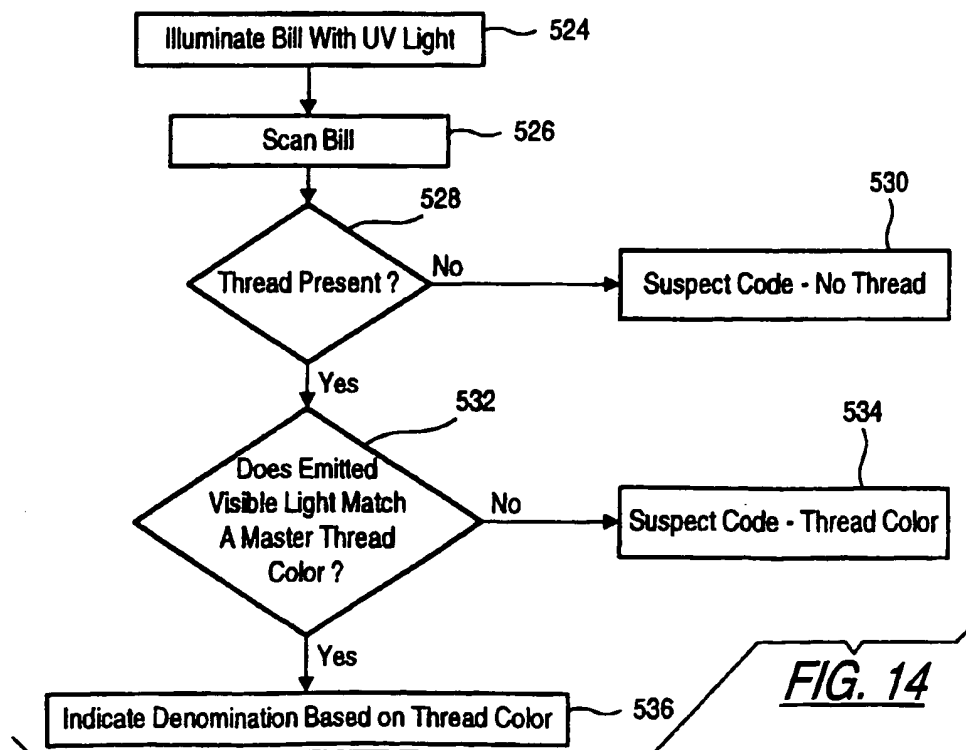 Illuminate Bill With UV Light
524
Scan Bill
526
528
Thread Present ?
No
530
Suspect Code - No Thread
Yes
532
Does Emitted
Visible Light Match
A Master Thread
Color ?
No
534
Suspect Code - Thread Color
Yes
Indicate Denomination Based on Thread Color
536
FIG. 14